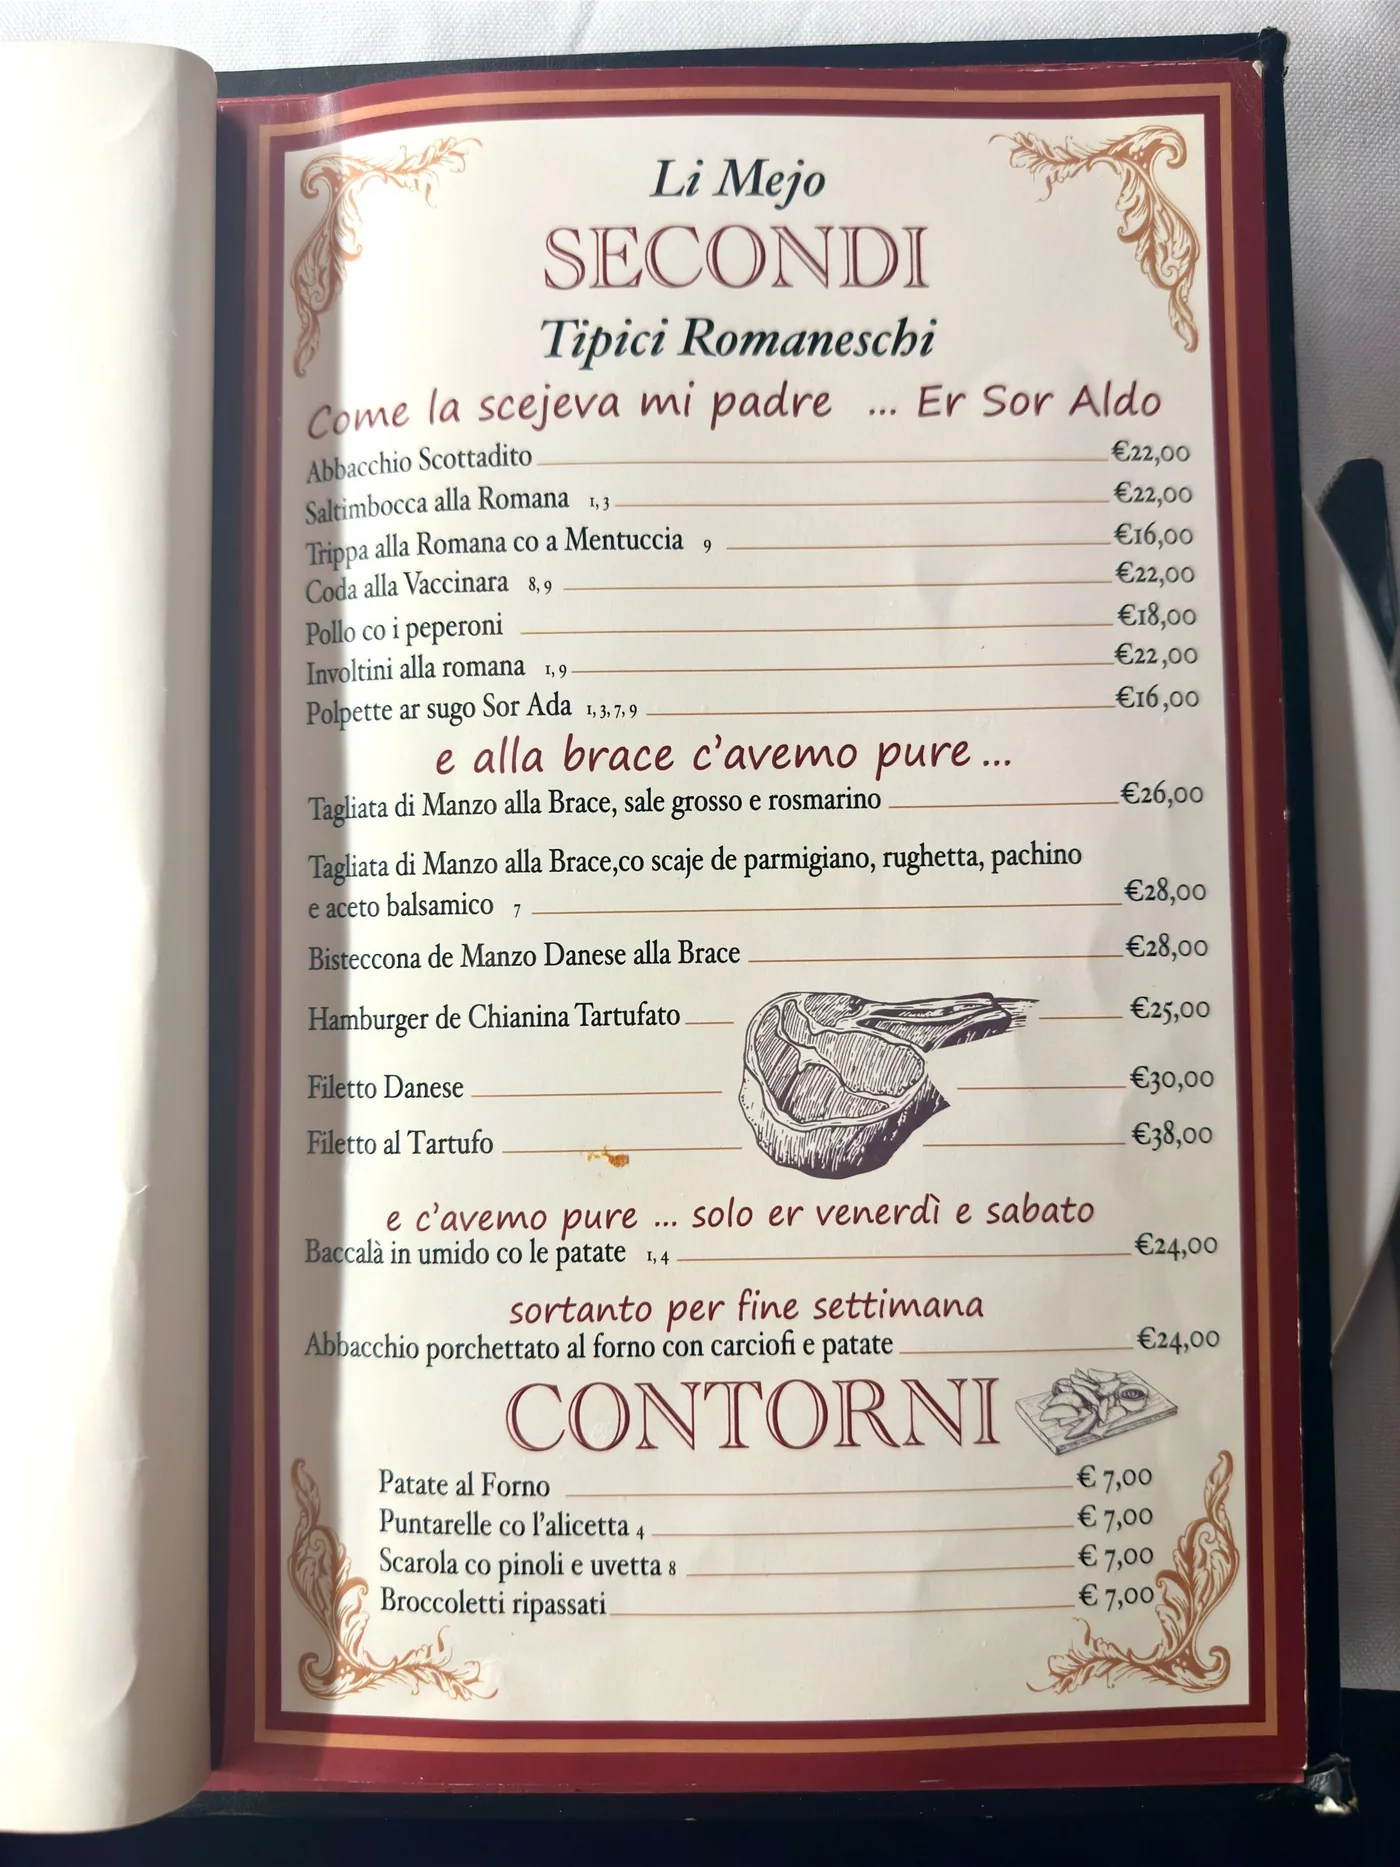 Li Mejo
SECONDI
Tipici Romaneschi
Come la scejeva mi padre ... Er Sor Aldo
Abbacchio Scottadito €22,00
Saltimbocca alla Romana 1,3 €22,00
Trippa alla Romana co a Mentuccia 9 €16,00
Coda alla Vaccinara 8,9 €22,00
Pollo co i peperoni €18,00
Involtini alla romana 1,9 €22,00
Polpette ar sugo Sor Ada 1,3,7,9 €16,00
e alla brace c'avemo pure ...
Tagliata di Manzo alla Brace, sale grosso e rosmarino €26,00
Tagliata di Manzo alla Brace,co scaje de parmigiano, rughetta, pachino
e aceto balsamico 7 €28,00
Bisteccona de Manzo Danese alla Brace €28,00
Hamburger de Chianina Tartufato €25,00
Filetto Danese €30,00
Filetto al Tartufo €38,00
e c'avemo pure ... solo er venerdì e sabato
Baccalà in umido co le patate 1,4 €24,00
sortanto per fine settimana
Abbacchio porchettato al forno con carciofi e patate €24,00
CONTORNI
Patate al Forno € 7,00
Puntarelle co l'alicetta 4 € 7,00
Scarola co pinoli e uvetta 8 € 7,00
Broccoletti ripassati € 7,00